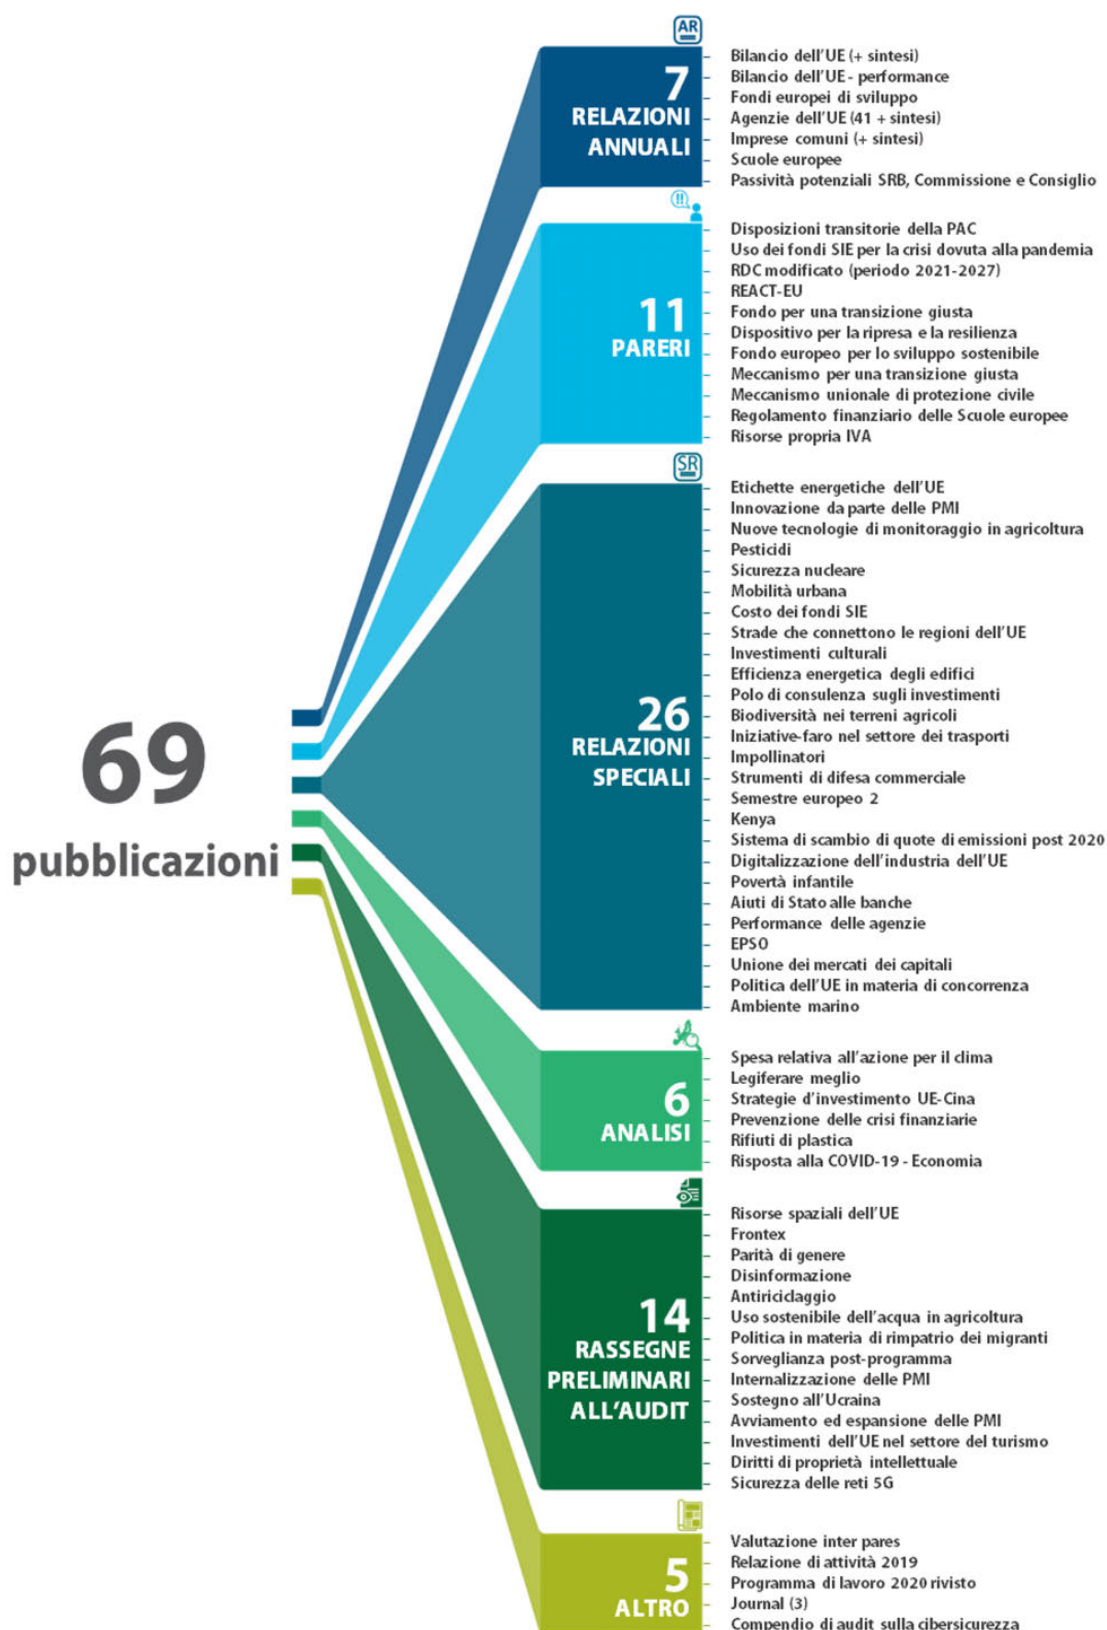 69
pubblicazioni
AR
7
RELAZIONI
ANNUALI
Bilancio dell'UE (+ sintesi)
Bilancio dell'UE - performance
Fondi europei di sviluppo
Agenzie dell'UE (41 + sintesi)
Imprese comuni (+ sintesi)
Scuole europee
Passività potenziali SRB, Commissione e Consiglio
!!
11
PARERI
Disposizioni transitorie della PAC
Uso dei fondi SIE per la crisi dovuta alla pandemia
RDC modificato (periodo 2021-2027)
REACT-EU
Fondo per una transizione giusta
Dispositivo per la ripresa e la resilienza
Fondo europeo per lo sviluppo sostenibile
Meccanismo per una transizione giusta
Meccanismo unionale di protezione civile
Regolamento finanziario delle Scuole europee
Risorse propria IVA
SR
26
RELAZIONI
SPECIALI
Etichette energetiche dell'UE
Innovazione da parte delle PMI
Nuove tecnologie di monitoraggio in agricoltura
Pesticidi
Sicurezza nucleare
Mobilità urbana
Costo dei fondi SIE
Strade che connettono le regioni dell'UE
Investimenti culturali
Efficienza energetica degli edifici
Polo di consulenza sugli investimenti
Biodiversità nei terreni agricoli
Iniziative-faro nel settore dei trasporti
Impollinatori
Strumenti di difesa commerciale
Semestre europeo 2
Kenya
Sistema di scambio di quote di emissioni post 2020
Digitalizzazione dell'industria dell'UE
Povertà infantile
Aiuti di Stato alle banche
Performance delle agenzie
EPSO
Unione dei mercati dei capitali
Politica dell'UE in materia di concorrenza
Ambiente marino
6
ANALISI
Spesa relativa all'azione per il clima
Legiferare meglio
Strategie d'investimento UE-Cina
Prevenzione delle crisi finanziarie
Rifiuti di plastica
Risposta alla COVID-19 - Economia
14
RASSEGNE
PRELIMINARI
ALL'AUDIT
Risorse spaziali dell'UE
Frontex
Parità di genere
Disinformazione
Antiriciclaggio
Uso sostenibile dell'acqua in agricoltura
Politica in materia di rimpatrio dei migranti
Sorveglianza post-programma
Internalizzazione delle PMI
Sostegno all'Ucraina
Avviamento ed espansione delle PMI
Investimenti dell'UE nel settore del turismo
Diritti di proprietà intellettuale
Sicurezza delle reti 5G
5
ALTRO
Valutazione inter pares
Relazione di attività 2019
Programma di lavoro 2020 rivisto
Journal (3)
Compendio di audit sulla cibersicurezza